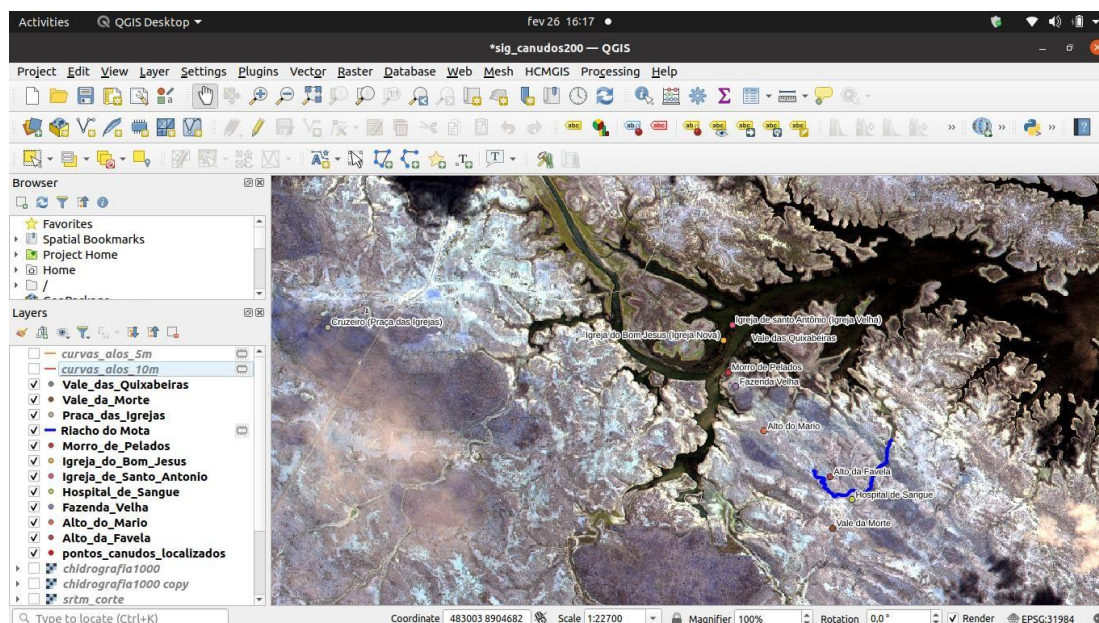 Activities QGIS Desktop fev 26 16:17
*sig_canudos200 — QGIS
Project Edit View Layer Settings Plugins Vector Raster Database Web Mesh HCMGIS Processing Help
Browser
Favorites
Spatial Bookmarks
Project Home
Home
/
Layers
curvas_alos_5m
curvas_alos_10m
Vale_das_Quixabeiras
Vale_da_Morte
Praca_das_Igrejas
Riacho do Mota
Morro_de_Pelados
Igreja_do_Bom_Jesus
Igreja_de_Santo_Antonio
Hospital_de_Sangue
Fazenda_Velha
Alto_do_Mario
Alto_da_Favela
pontos_canudos_localizados
chidrografia1000
chidrografia1000 copy
srtm_corte
Cruzeiro (Praça das Igrejas)
Igreja de santo Antônio (Igreja Velha)
Igreja do Bom Jesus (Igreja Nova)
Vale das Quixabeiras
Morro de Pelados
Fazenda Velha
Alto do Mario
Alto da Favela
Hospital de Sangue
Vale da Morte
Type to locate (Ctrl+K) Coordinate 483003 8904682 Scale 1:22700 Magnifier 100% Rotation 0,0° Render EPSG:31984